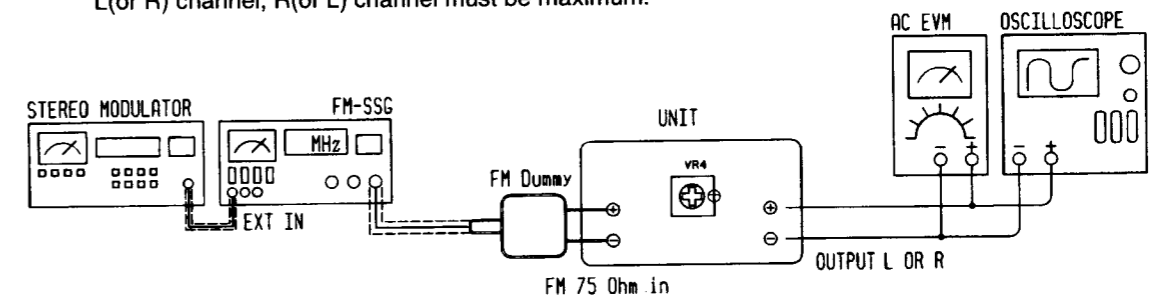 L(or R) channel, R(or L) channel must be maximum.
AC EVM
OSCILLOSCOPE
STEREO MODULATOR
FM-SSG
MHz
UNIT
VR4
FM Dummy
EXT IN
- + - +
+ +
- -
OUTPUT L OR R
FM 75 Ohm in